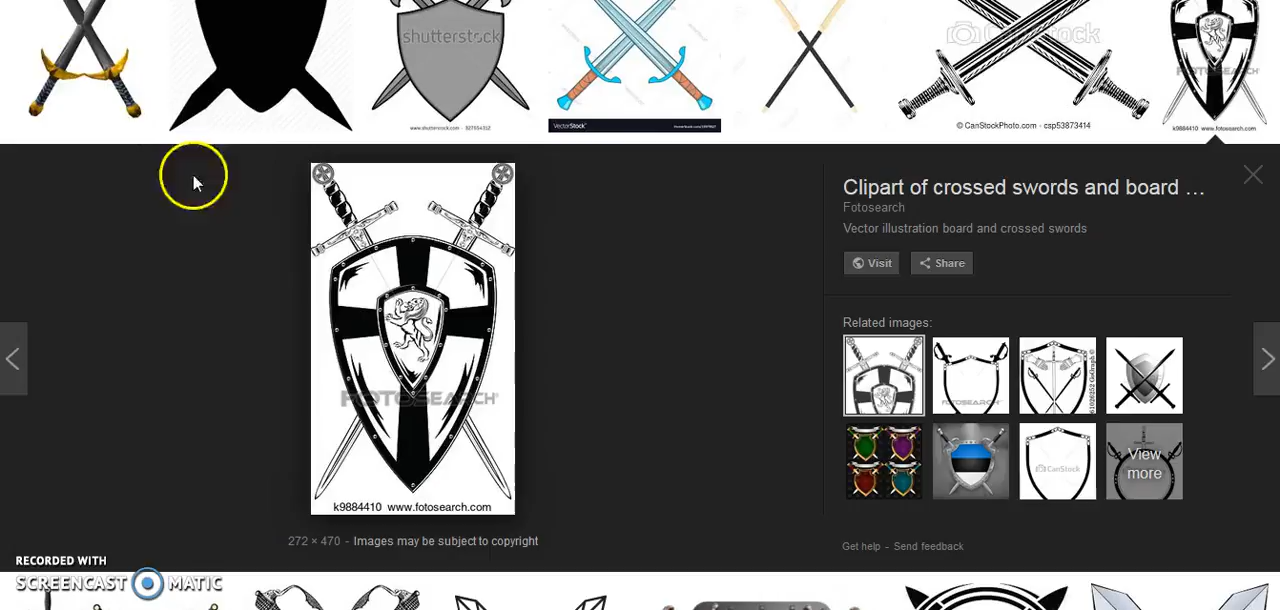 shutterstock
www.shutterstock.com · 327654312
VectorStock
© CanStockPhoto.com - csp53873414
FOTOSEARCH
k9884410 www.fotosearch.com
Clipart of crossed swords and board ...
Fotosearch
Vector illustration board and crossed swords
Visit
Share
Related images:
FOTOSEARCH®
k9884410 www.fotosearch.com
272 × 470 - Images may be subject to copyright
FOTOSEARCH
CanStock
View
more
Get help - Send feedback
RECORDED WITH
SCREENCAST MATIC